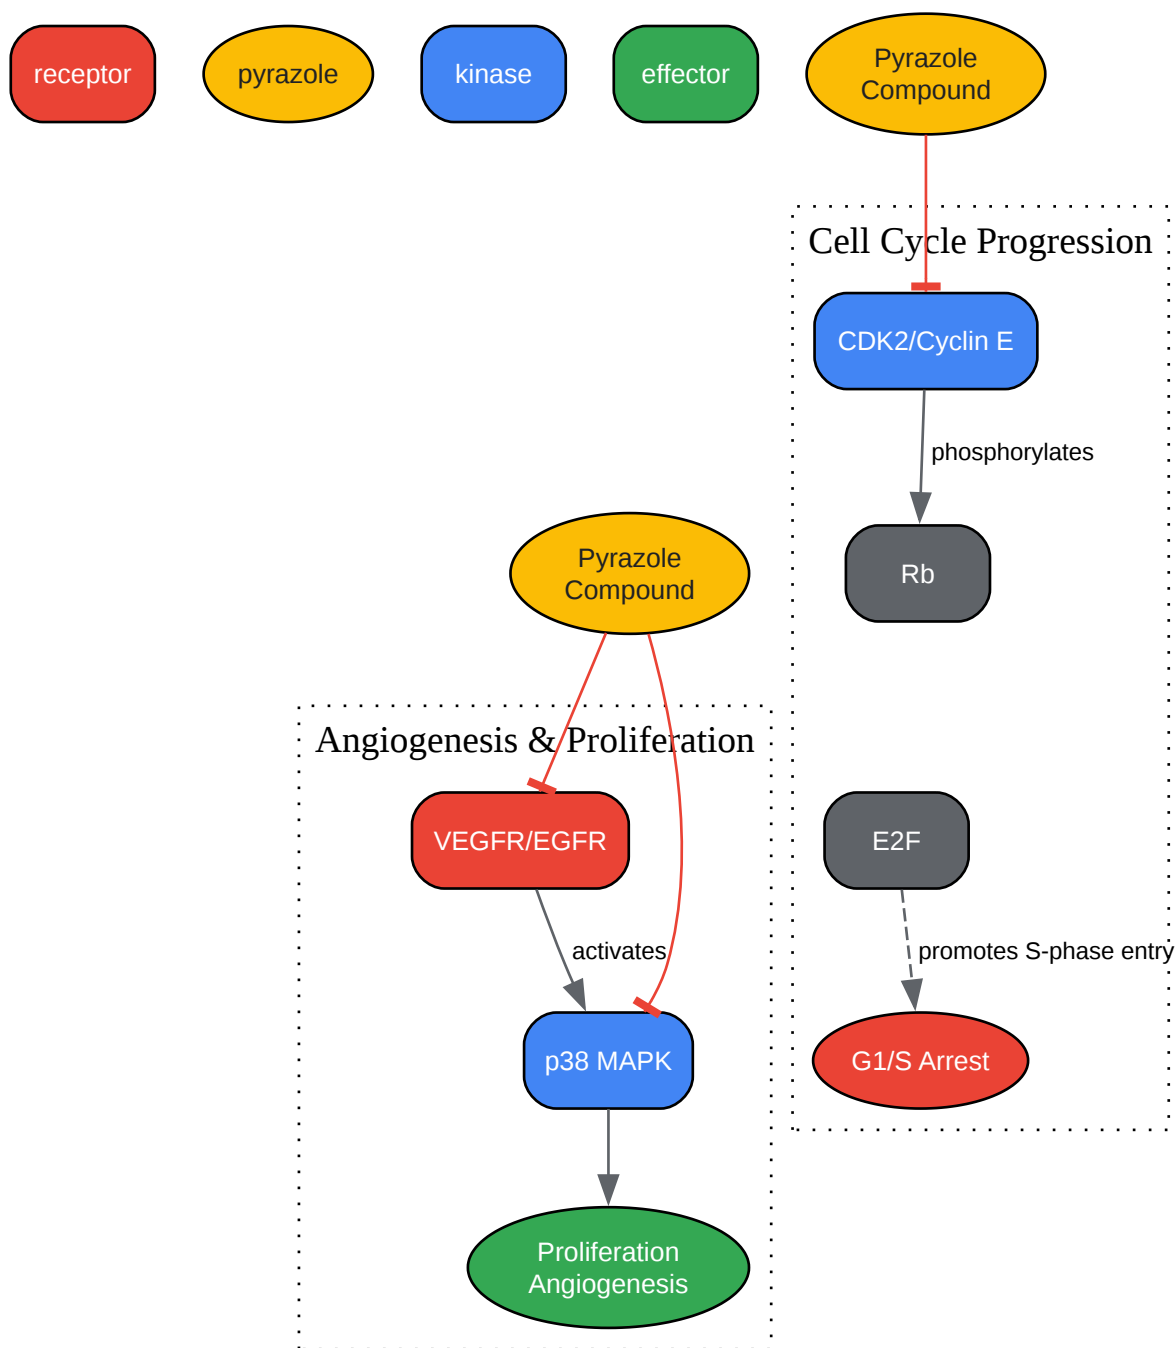 receptor
pyrazole
kinase
effector
Pyrazole
Compound
Cell Cycle Progression
CDK2/Cyclin E
phosphorylates
Rb
Pyrazole
Compound
Angiogenesis & Proliferation
VEGFR/EGFR
E2F
activates
promotes S-phase entry
p38 MAPK
G1/S Arrest
Proliferation
Angiogenesis